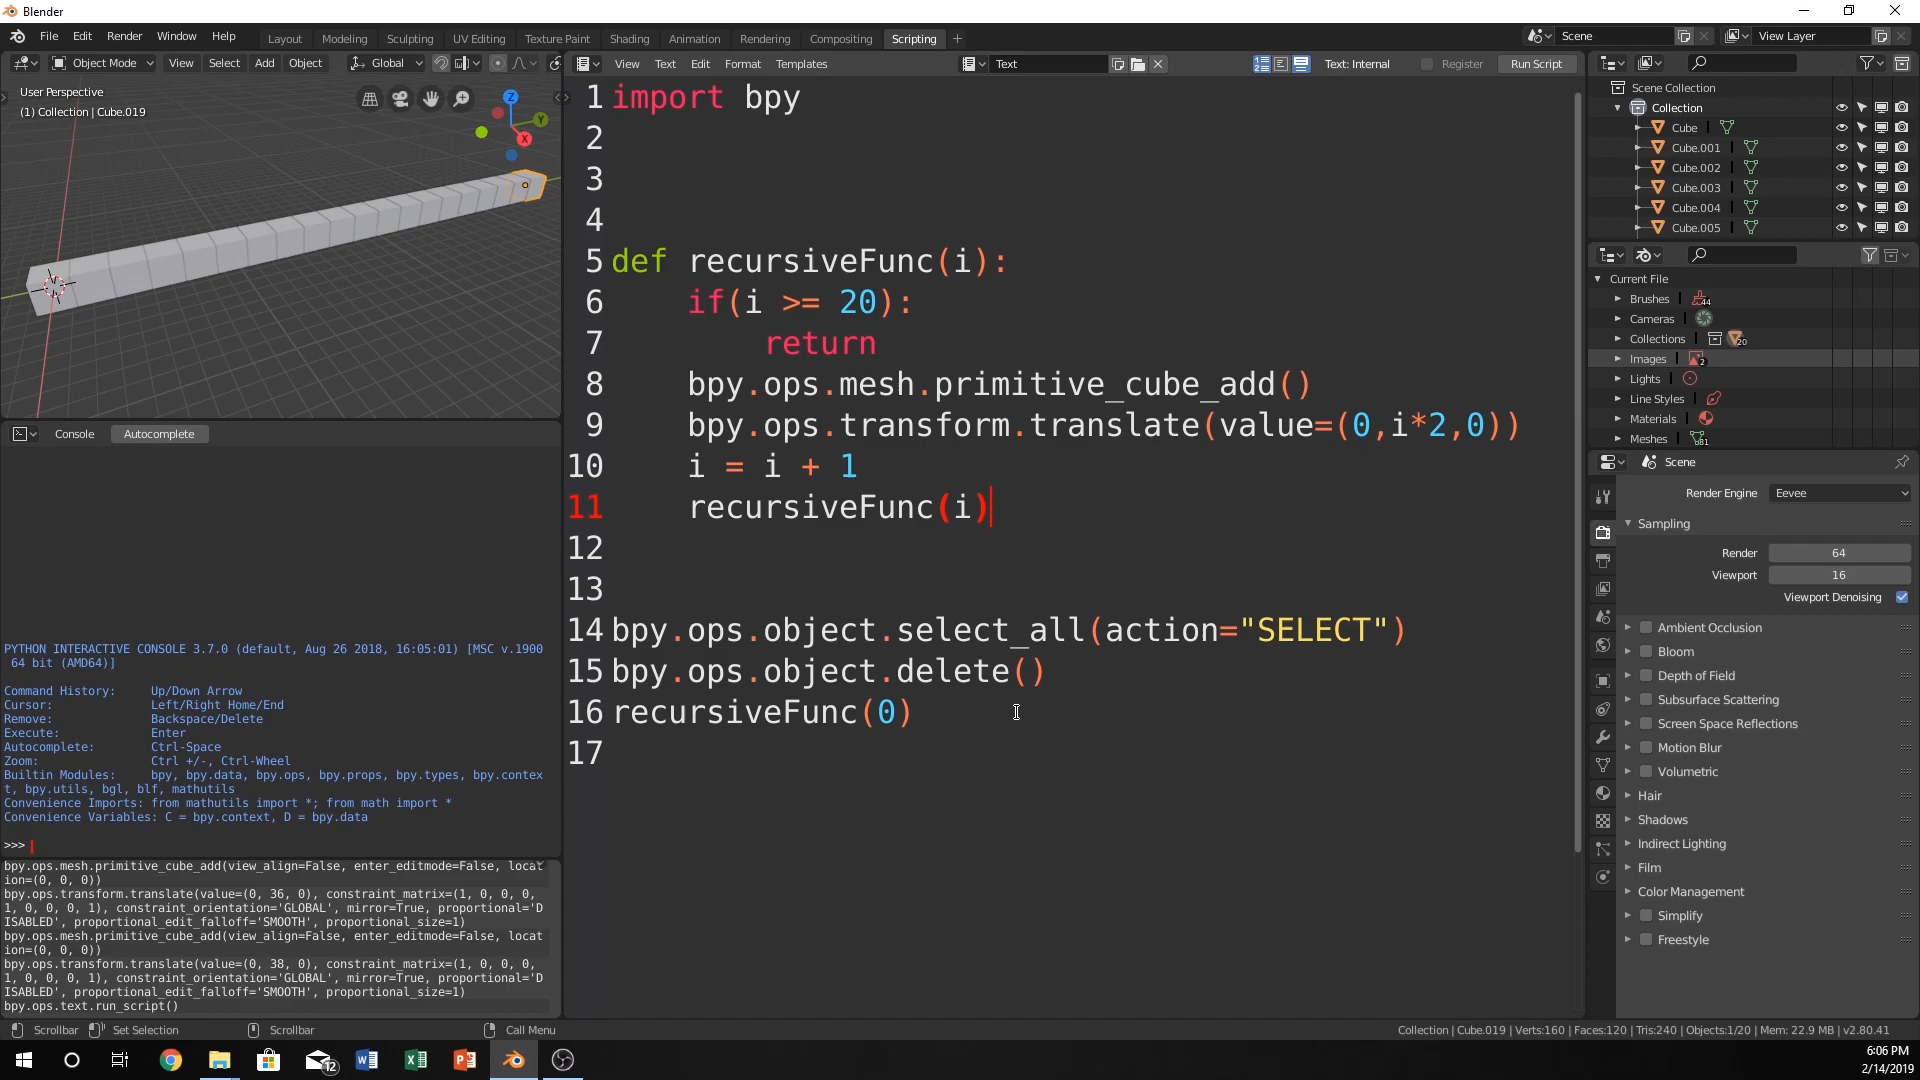 Blender
File Edit Render Window Help
Layout Modeling Sculpting UV Editing Texture Paint Shading Animation Rendering Compositing Scripting +
Scene
View Layer
Object Mode View Select Add Object Global
View Text Edit Format Templates
Text
Text: Internal Register Run Script
User Perspective
(1) Collection | Cube.019
Z
Y
X
1 import bpy
2
3
4
5 def recursiveFunc(i):
6 if(i >= 20):
7 return
8 bpy.ops.mesh.primitive_cube_add()
9 bpy.ops.transform.translate(value=(0,i*2,0))
10 i = i + 1
11 recursiveFunc(i)
12
13
14 bpy.ops.object.select_all(action="SELECT")
15 bpy.ops.object.delete()
16 recursiveFunc(0)
17
Console Autocomplete
PYTHON INTERACTIVE CONSOLE 3.7.0 (default, Aug 26 2018, 16:05:01) [MSC v.1900
64 bit (AMD64)]
Command History: Up/Down Arrow
Cursor: Left/Right Home/End
Remove: Backspace/Delete
Execute: Enter
Autocomplete: Ctrl-Space
Zoom: Ctrl +/-, Ctrl-Wheel
Builtin Modules: bpy, bpy.data, bpy.ops, bpy.props, bpy.types, bpy.contex
t, bpy.utils, bgl, blf, mathutils
Convenience Imports: from mathutils import *; from math import *
Convenience Variables: C = bpy.context, D = bpy.data
>>>
bpy.ops.mesh.primitive_cube_add(view_align=False, enter_editmode=False, locat
ion=(0, 0, 0))
bpy.ops.transform.translate(value=(0, 36, 0), constraint_matrix=(1, 0, 0, 0,
1, 0, 0, 0, 1), constraint_orientation='GLOBAL', mirror=True, proportional='D
ISABLED', proportional_edit_falloff='SMOOTH', proportional_size=1)
bpy.ops.mesh.primitive_cube_add(view_align=False, enter_editmode=False, locat
ion=(0, 0, 0))
bpy.ops.transform.translate(value=(0, 38, 0), constraint_matrix=(1, 0, 0, 0,
1, 0, 0, 0, 1), constraint_orientation='GLOBAL', mirror=True, proportional='D
ISABLED', proportional_edit_falloff='SMOOTH', proportional_size=1)
bpy.ops.text.run_script()
Scene Collection
Collection
Cube
Cube.001
Cube.002
Cube.003
Cube.004
Cube.005
Current File
Brushes 44
Cameras
Collections 20
Images 2
Lights
Line Styles
Materials
Meshes 81
Scene
Render Engine Eevee
Sampling
Render 64
Viewport 16
Viewport Denoising
Ambient Occlusion
Bloom
Depth of Field
Subsurface Scattering
Screen Space Reflections
Motion Blur
Volumetric
Hair
Shadows
Indirect Lighting
Film
Color Management
Simplify
Freestyle
Scrollbar Set Selection Scrollbar Call Menu
Collection | Cube.019 | Verts:160 | Faces:120 | Tris:240 | Objects:1/20 | Mem: 22.9 MB | v2.80.41
12
6:06 PM
2/14/2019